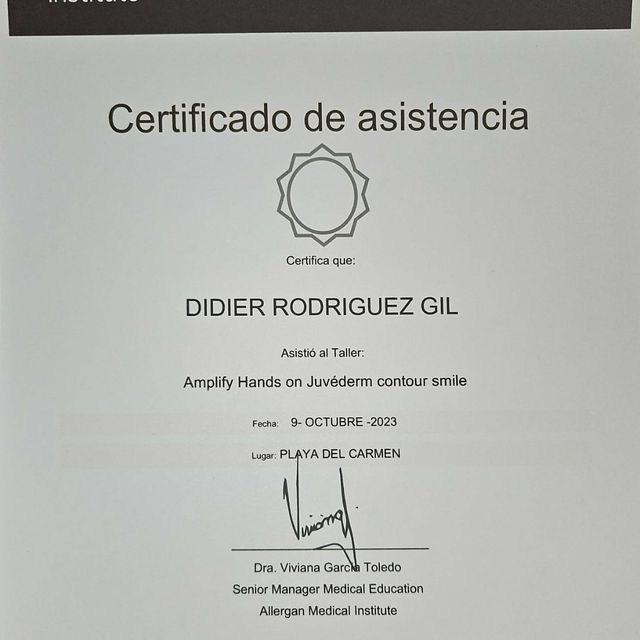 Certificado de asistencia
Certifica que:
DIDIER RODRIGUEZ GIL
Asistió al Taller:
Amplify Hands on Juvéderm contour smile
Fecha: 9- OCTUBRE -2023
Lugar: PLAYA DEL CARMEN
Dra. Viviana García Toledo
Senior Manager Medical Education
Allergan Medical Institute